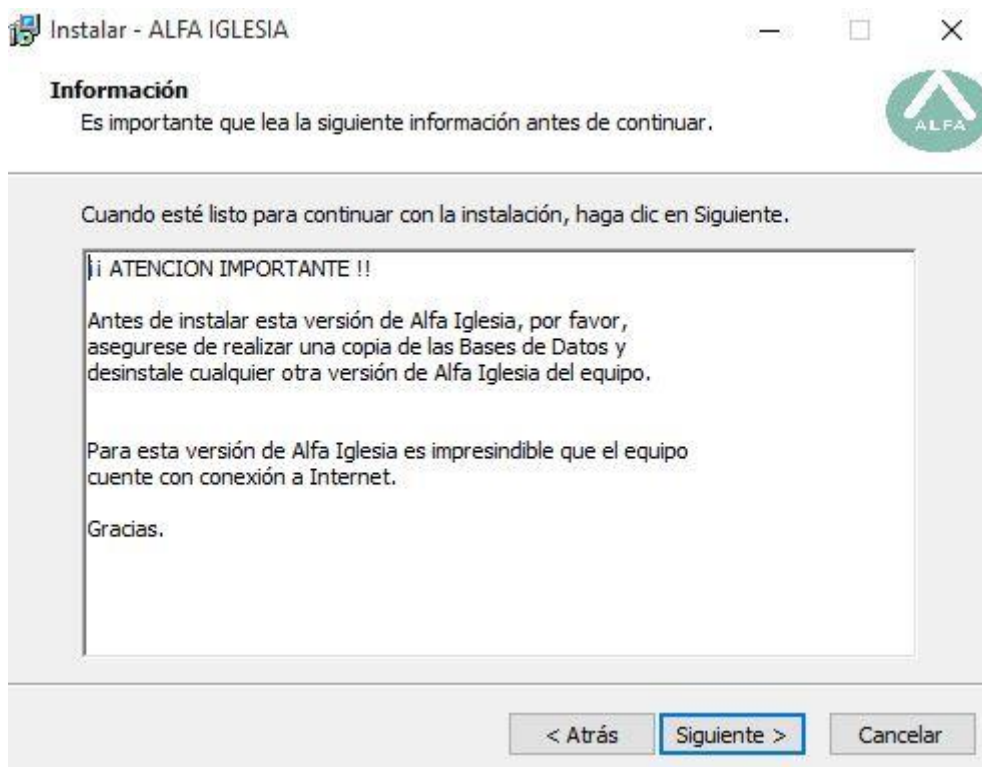 Instalar - ALFA IGLESIA
Información
Es importante que lea la siguiente información antes de continuar.
ALFA
Cuando esté listo para continuar con la instalación, haga clic en Siguiente.
¡¡ ATENCION IMPORTANTE !!
Antes de instalar esta versión de Alfa Iglesia, por favor,
asegurese de realizar una copia de las Bases de Datos y
desinstale cualquier otra versión de Alfa Iglesia del equipo.
Para esta versión de Alfa Iglesia es impresindible que el equipo
cuente con conexión a Internet.
Gracias.
< Atrás
Siguiente >
Cancelar